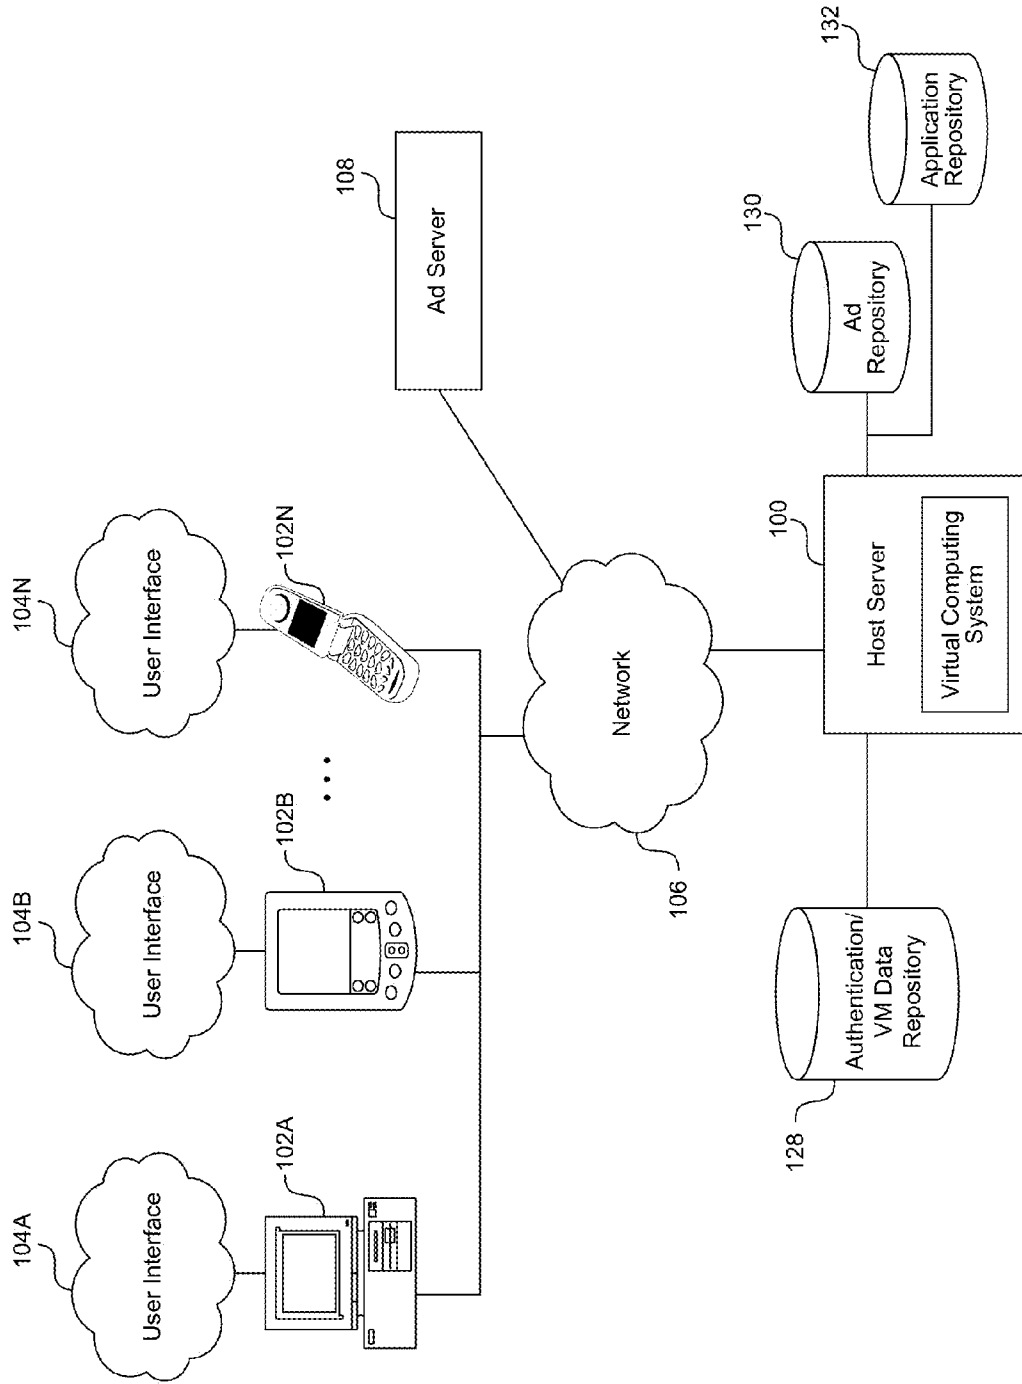 104A
104B
104N
User Interface
User Interface
User Interface
102A
102B
102N
...
108
Ad Server
Network
106
100
Host Server
Virtual Computing
System
128
Authentication/
VM Data
Repository
130
Ad
Repository
132
Application
Repository